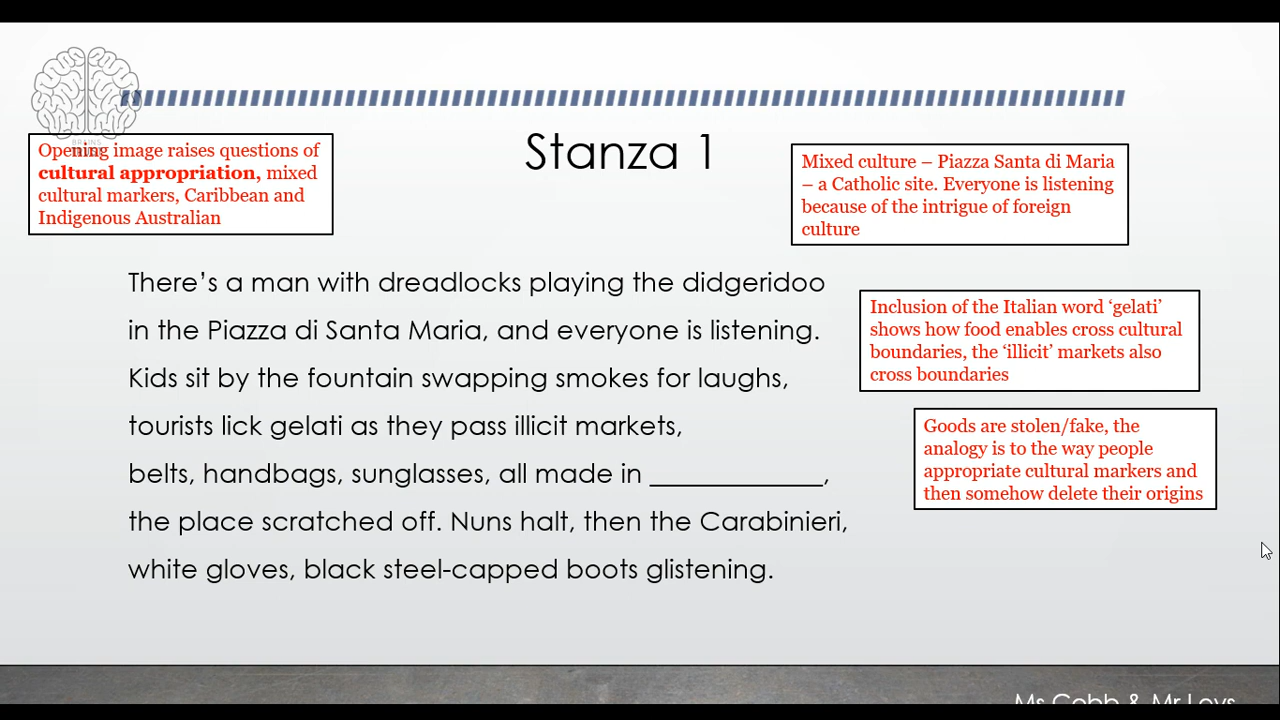 Stanza 1
BRAINS
Opening image raises questions of
cultural appropriation, mixed
cultural markers, Caribbean and
Indigenous Australian
Mixed culture – Piazza Santa di Maria
– a Catholic site. Everyone is listening
because of the intrigue of foreign
culture
There’s a man with dreadlocks playing the didgeridoo
in the Piazza di Santa Maria, and everyone is listening.
Kids sit by the fountain swapping smokes for laughs,
tourists lick gelati as they pass illicit markets,
belts, handbags, sunglasses, all made in ____________,
the place scratched off. Nuns halt, then the Carabinieri,
white gloves, black steel-capped boots glistening.
Inclusion of the Italian word ‘gelati’
shows how food enables cross cultural
boundaries, the ‘illicit’ markets also
cross boundaries
Goods are stolen/fake, the
analogy is to the way people
appropriate cultural markers and
then somehow delete their origins
Ms Cobb & Mr Loys